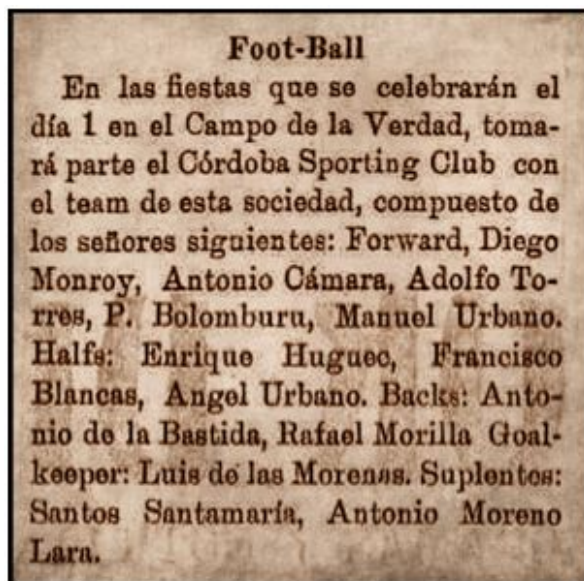 Foot-Ball
En las fiestas que se celebrarán el
día 1 en el Campo de la Verdad, toma-
rá parte el Córdoba Sporting Club con
el team de esta sociedad, compuesto de
los señores siguientes: Forward, Diego
Monroy, Antonio Cámara, Adolfo To-
rres, P. Bolomburu, Manuel Urbano.
Halfs: Enrique Huguec, Francisco
Blancas, Angel Urbano. Backs: Anto-
nio de la Bastida, Rafael Morilla Goal-
keeper: Luis de las Morenas. Suplentes:
Santos Santamaría, Antonio Moreno
Lara.